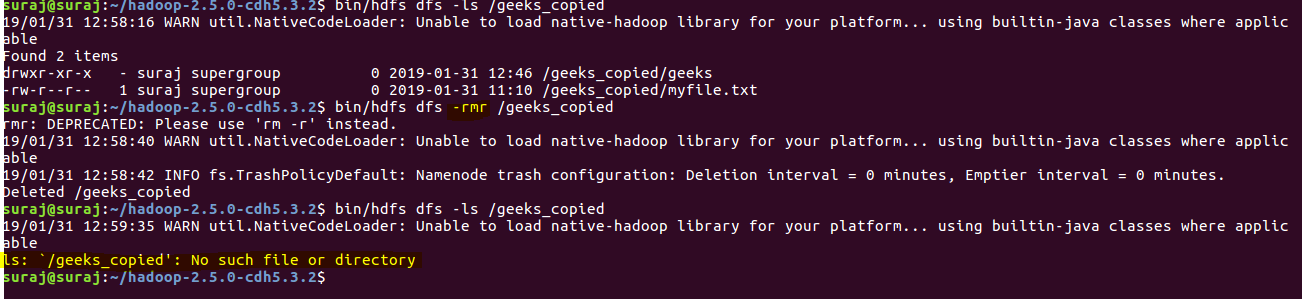 suraj@suraj:~/hadoop-2.5.0-cdh5.3.2$ bin/hdfs dfs -ls /geeks_copied
19/01/31 12:58:16 WARN util.NativeCodeLoader: Unable to load native-hadoop library for your platform... using builtin-java classes where applic
able
Found 2 items
drwxr-xr-x   - suraj supergroup          0 2019-01-31 12:46 /geeks_copied/geeks
-rw-r--r--   1 suraj supergroup          0 2019-01-31 11:10 /geeks_copied/myfile.txt
suraj@suraj:~/hadoop-2.5.0-cdh5.3.2$ bin/hdfs dfs -rmr /geeks_copied
rmr: DEPRECATED: Please use 'rm -r' instead.
19/01/31 12:58:40 WARN util.NativeCodeLoader: Unable to load native-hadoop library for your platform... using builtin-java classes where applic
able
19/01/31 12:58:42 INFO fs.TrashPolicyDefault: Namenode trash configuration: Deletion interval = 0 minutes, Emptier interval = 0 minutes.
Deleted /geeks_copied
suraj@suraj:~/hadoop-2.5.0-cdh5.3.2$ bin/hdfs dfs -ls /geeks_copied
19/01/31 12:59:35 WARN util.NativeCodeLoader: Unable to load native-hadoop library for your platform... using builtin-java classes where applic
able
ls: `/geeks_copied': No such file or directory
suraj@suraj:~/hadoop-2.5.0-cdh5.3.2$